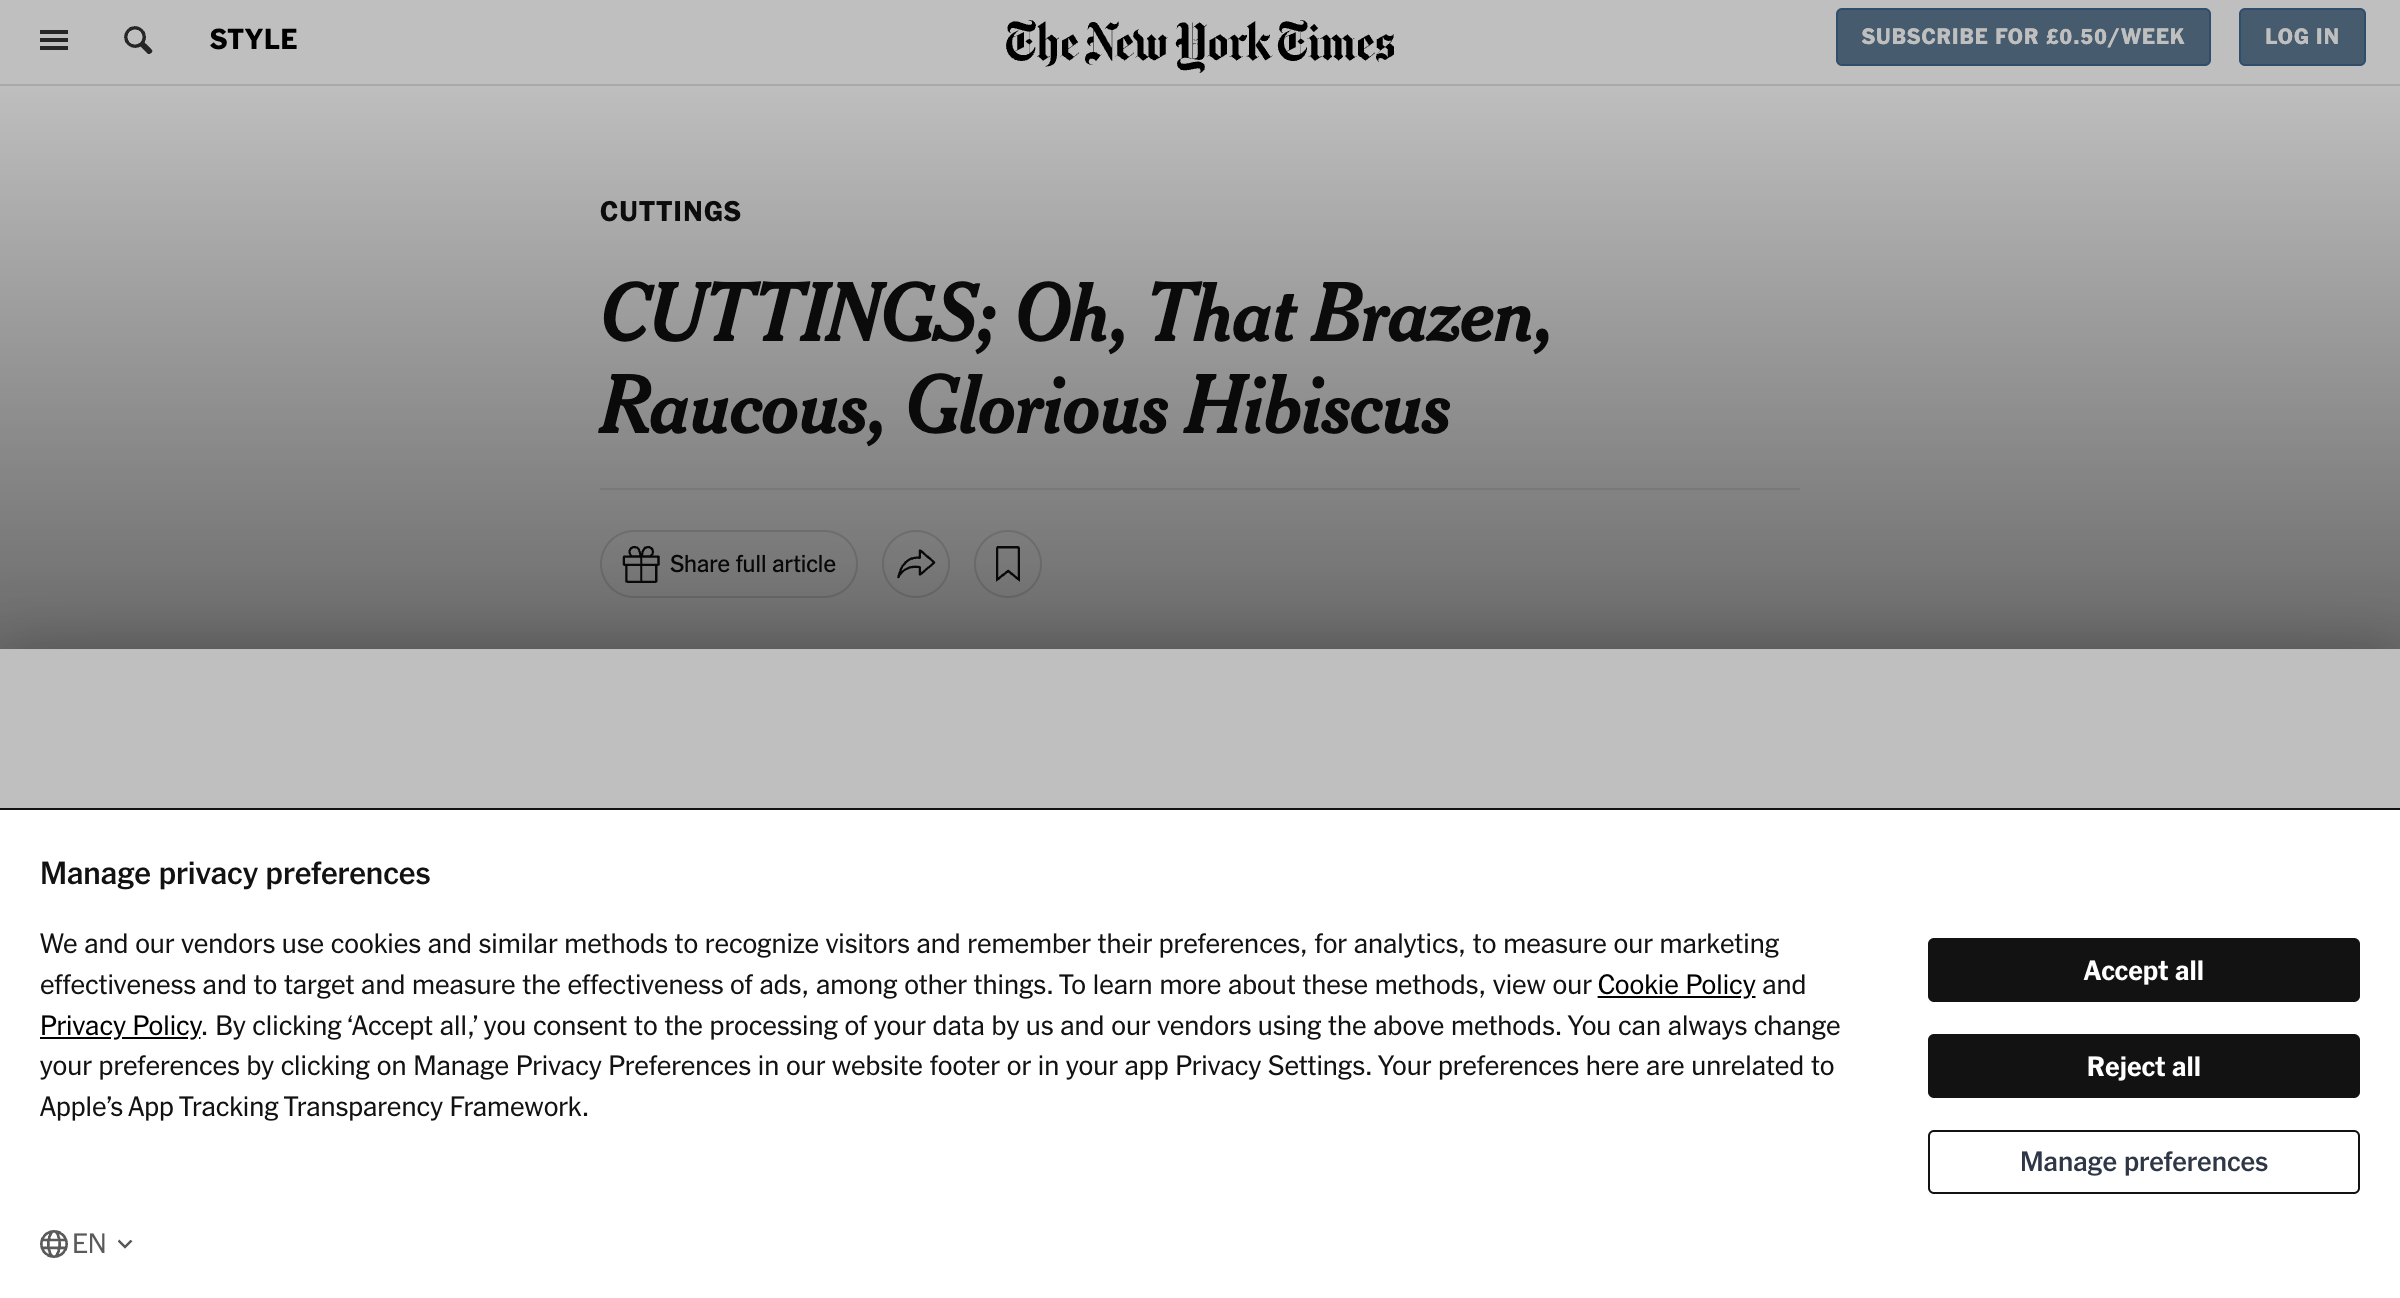 STYLE
The New York Times
SUBSCRIBE FOR £0.50/WEEK
LOG IN
CUTTINGS
CUTTINGS; Oh, That Brazen,
Raucous, Glorious Hibiscus
Share full article
Manage privacy preferences
We and our vendors use cookies and similar methods to recognize visitors and remember their preferences, for analytics, to measure our marketing
effectiveness and to target and measure the effectiveness of ads, among other things. To learn more about these methods, view our Cookie Policy and
Privacy Policy. By clicking ‘Accept all,’ you consent to the processing of your data by us and our vendors using the above methods. You can always change
your preferences by clicking on Manage Privacy Preferences in our website footer or in your app Privacy Settings. Your preferences here are unrelated to
Apple’s App Tracking Transparency Framework.
Accept all
Reject all
Manage preferences
EN